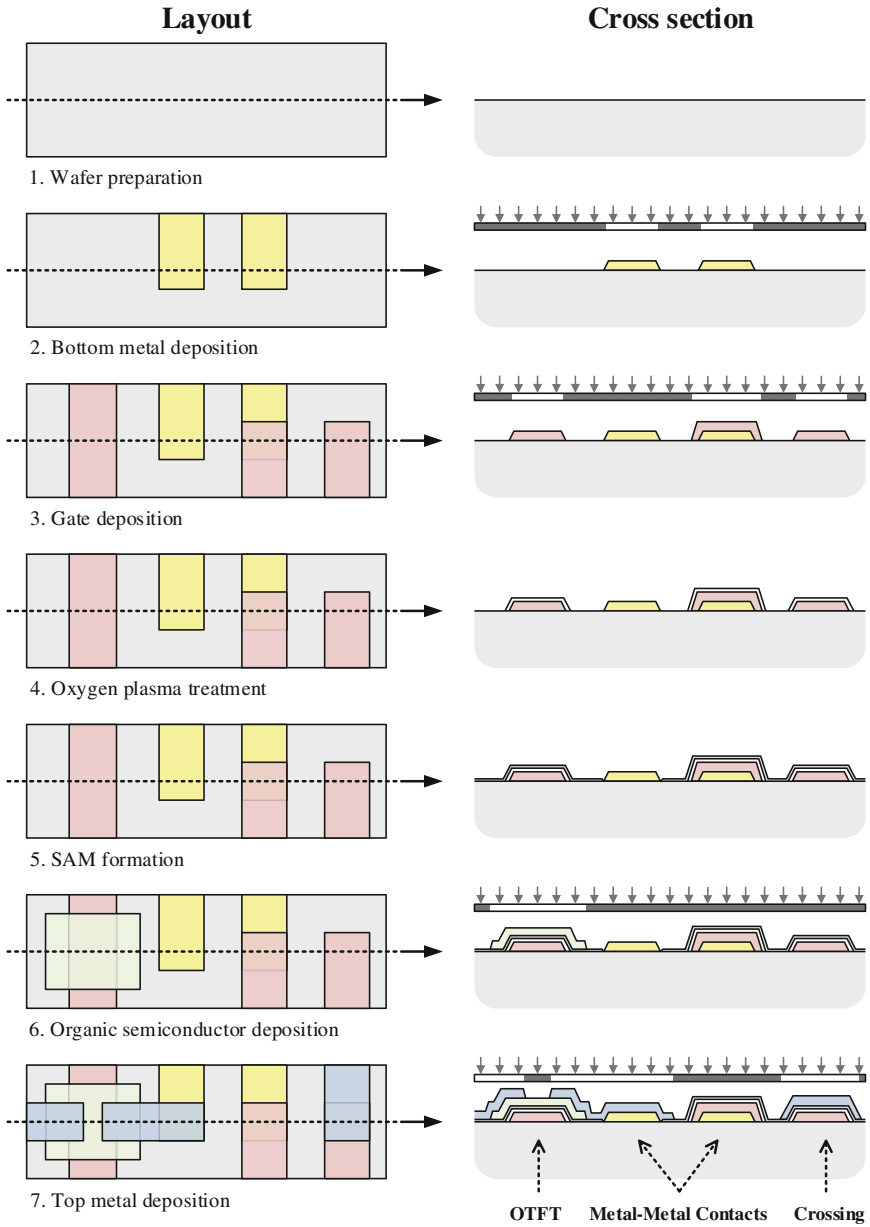 Layout
Cross section
1. Wafer preparation
2. Bottom metal deposition
3. Gate deposition
4. Oxygen plasma treatment
5. SAM formation
6. Organic semiconductor deposition
7. Top metal deposition
OTFT
Metal-Metal Contacts
Crossing